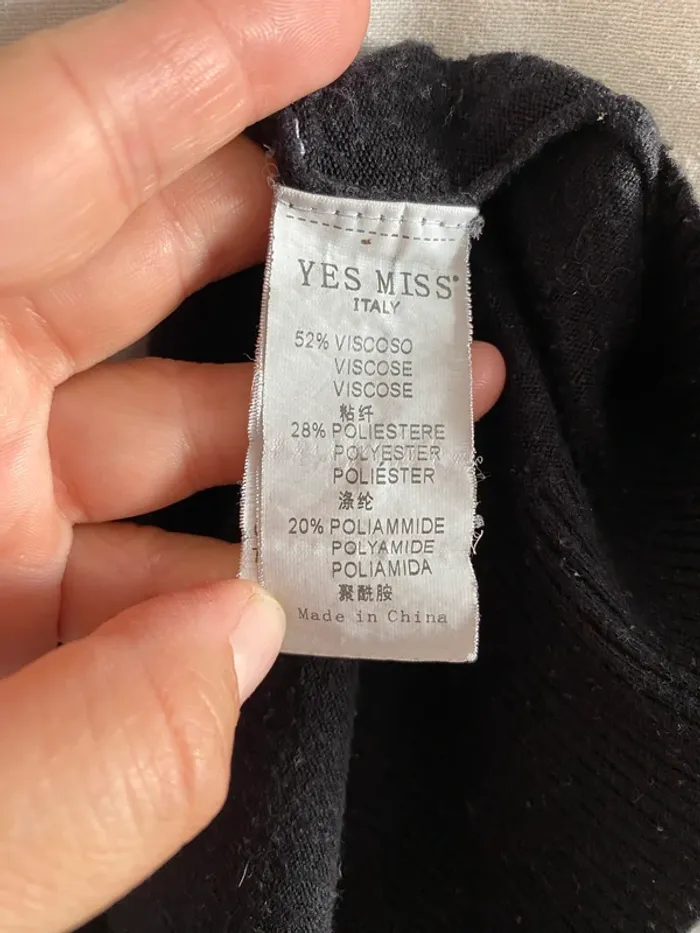 YES MISS®
ITALY
52% VISCOSO
VISCOSE
VISCOSE
粘纤
28% POLIESTERE
POLYESTER
POLIÉSTER
涤纶
20% POLIAMMIDE
POLYAMIDE
POLIAMIDA
聚酰胺
Made in China